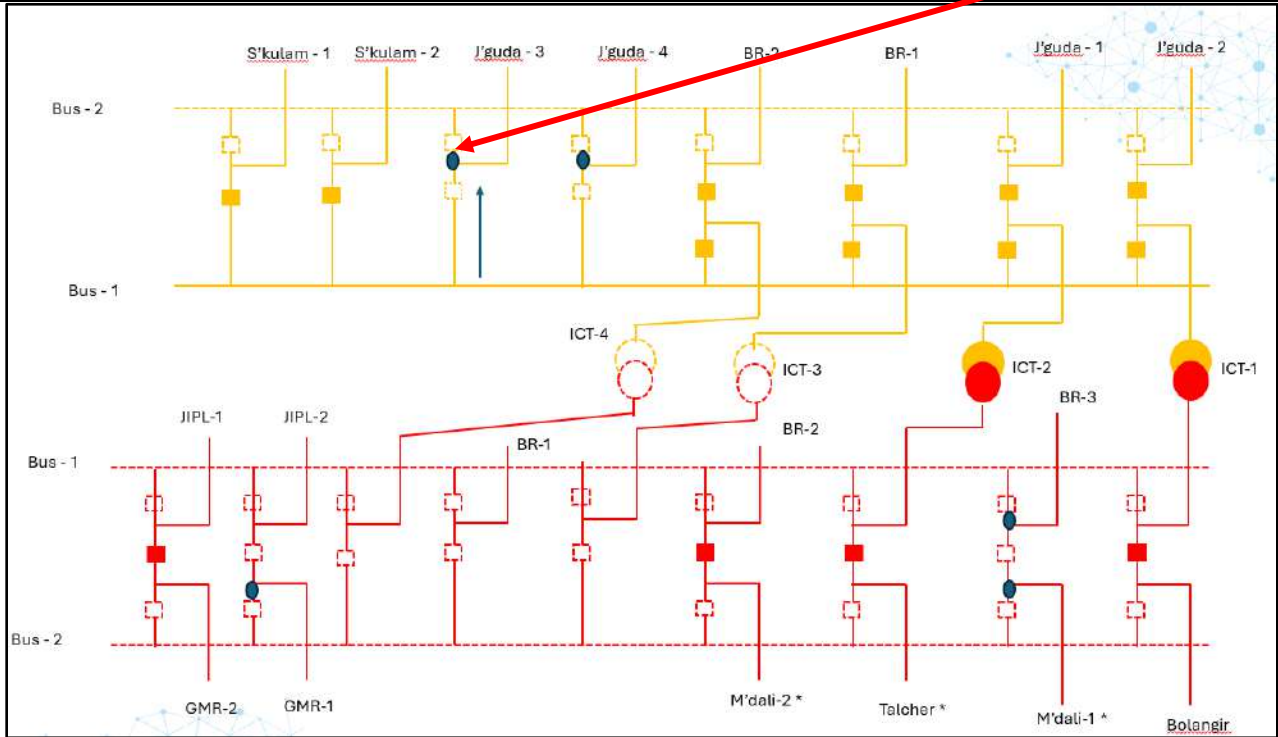 S'kulam - 1
S'kulam - 2
J'guda - 3
J'guda - 4
BR-2
BR-1
J'guda - 1
J'guda - 2
Bus - 2
Bus - 1
ICT-4
ICT-3
ICT-2
ICT-1
JIPL-1
JIPL-2
BR-1
BR-2
BR-3
Bus - 1
Bus - 2
GMR-2
GMR-1
M'dali-2 *
Talcher *
M'dali-1 *
Bolangir